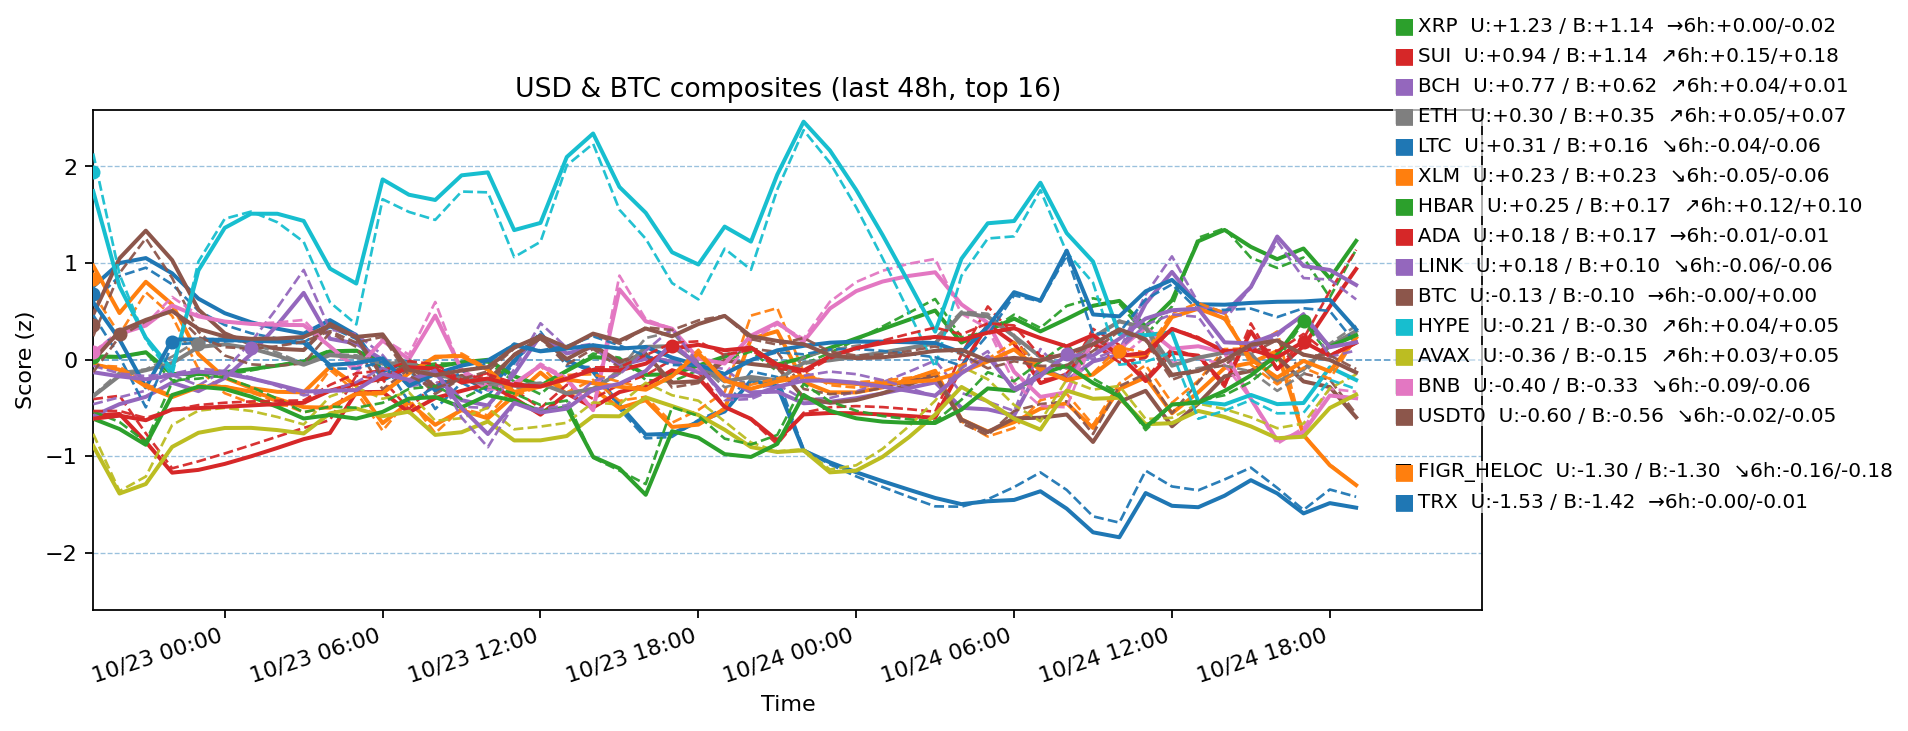 XRP U:+1.23 / B:+1.14 →6h:+0.00/-0.02
SUI U:+0.94 / B:+1.14 ↗6h:+0.15/+0.18
USD & BTC composites (last 48h, top 16)
BCH U:+0.77 / B:+0.62 ↗6h:+0.04/+0.01
ETH U:+0.30 / B:+0.35 ↗6h:+0.05/+0.07
LTC U:+0.31 / B:+0.16 ↘6h:-0.04/-0.06
XLM U:+0.23 / B:+0.23 ↘6h:-0.05/-0.06
HBAR U:+0.25 / B:+0.17 ↗6h:+0.12/+0.10
ADA U:+0.18 / B:+0.17 →6h:-0.01/-0.01
LINK U:+0.18 / B:+0.10 ↘6h:-0.06/-0.06
BTC U:-0.13 / B:-0.10 →6h:-0.00/+0.00
HYPE U:-0.21 / B:-0.30 ↗6h:+0.04/+0.05
AVAX U:-0.36 / B:-0.15 ↗6h:+0.03/+0.05
BNB U:-0.40 / B:-0.33 ↘6h:-0.09/-0.06
USDT0 U:-0.60 / B:-0.56 ↘6h:-0.02/-0.05
FIGR_HELOC U:-1.30 / B:-1.30 ↘6h:-0.16/-0.18
TRX U:-1.53 / B:-1.42 →6h:-0.00/-0.01
Score (z)
2
1
0
−1
−2
10/23 00:00
10/23 06:00
10/23 12:00
10/23 18:00
10/24 00:00
10/24 06:00
10/24 12:00
10/24 18:00
Time